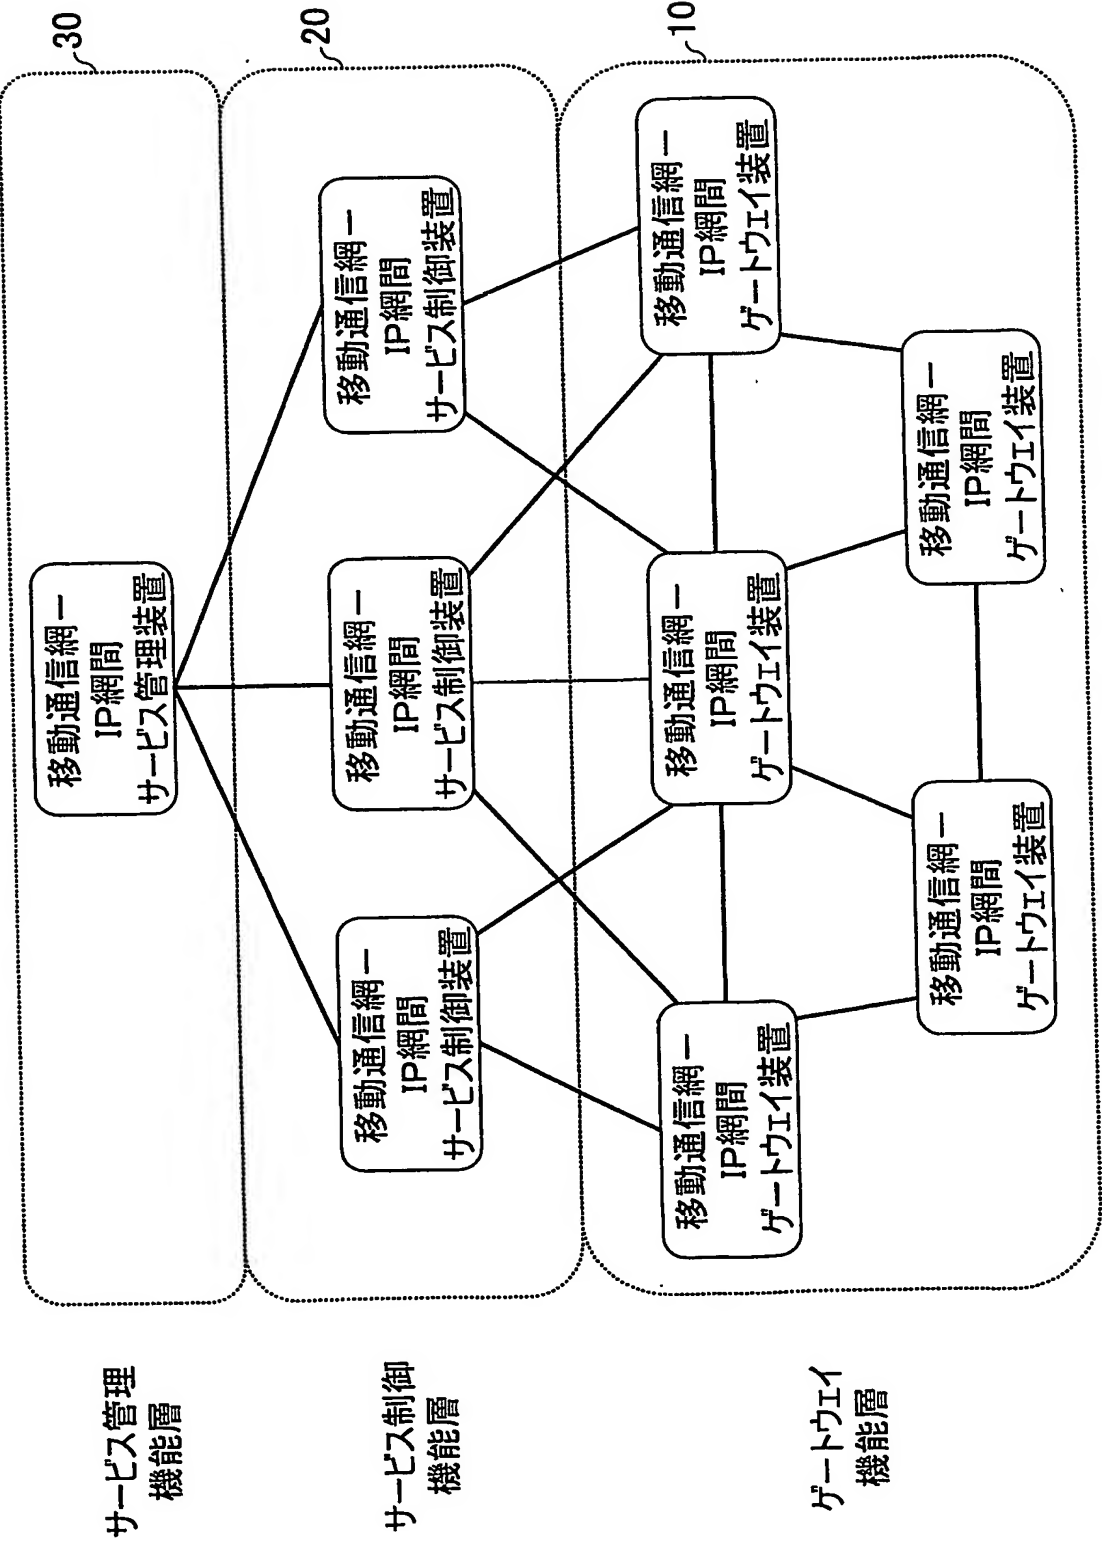 サービス管理
機能層
移動通信網ー
IP網間
サービス管理装置
30
サービス制御
機能層
移動通信網ー
IP網間
サービス制御装置
移動通信網ー
IP網間
サービス制御装置
移動通信網ー
IP網間
サービス制御装置
20
ゲートウェイ
機能層
移動通信網ー
IP網間
ゲートウェイ装置
移動通信網ー
IP網間
ゲートウェイ装置
移動通信網ー
IP網間
ゲートウェイ装置
移動通信網ー
IP網間
ゲートウェイ装置
移動通信網ー
IP網間
ゲートウェイ装置
10